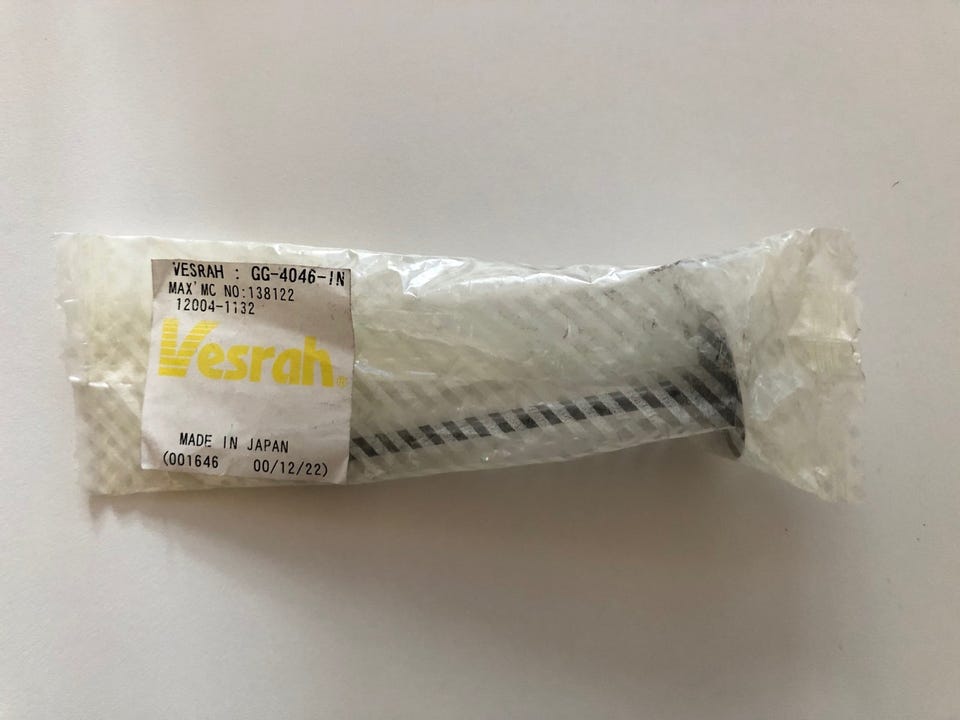 VESRAH : GG-4046-IN
MAX'MC NO:138122
12004-1132
Vesrah®
MADE IN JAPAN
(001646 00/12/22)